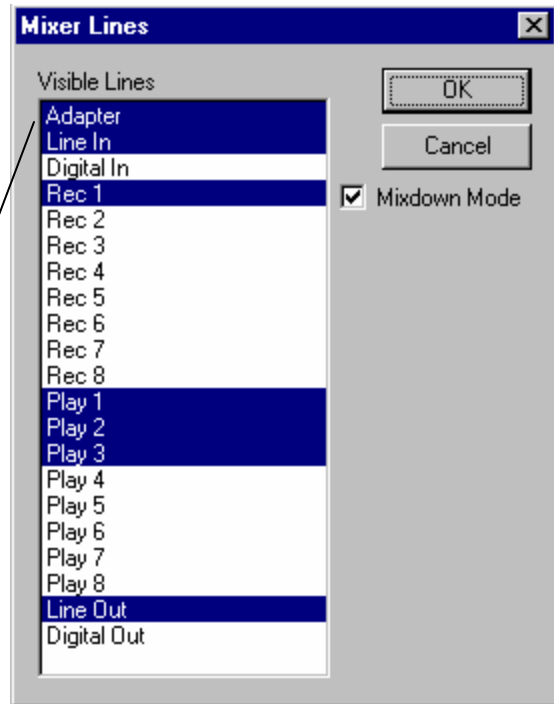 Mixer Lines
Visible Lines
Adapter
Line In
Digital In
Rec 1
Rec 2
Rec 3
Rec 4
Rec 5
Rec 6
Rec 7
Rec 8
Play 1
Play 2
Play 3
Play 4
Play 5
Play 6
Play 7
Play 8
Line Out
Digital Out
OK
Cancel
Mixdown Mode